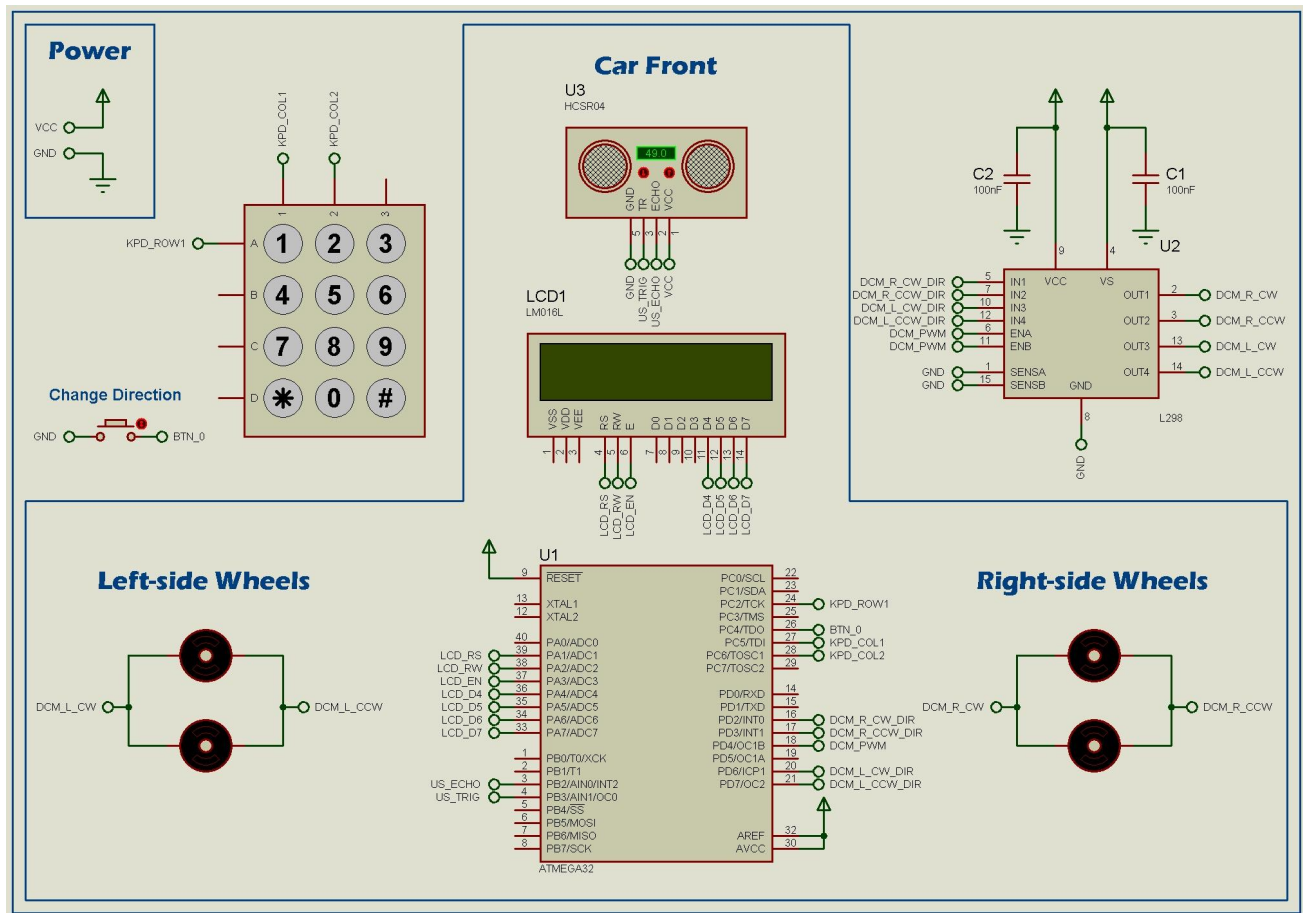 Power
VCC
GND
KPD_COL1
KPD_COL2
1
2
3
KPD_ROW1
A
1
2
3
B
4
5
6
C
7
8
9
D
*
0
#
Change Direction
GND
BTN_0
Car Front
U3
HCSR04
49.0
GND
TR
ECHO
VCC
5
3
2
1
GND
US_TRIG
US_ECHO
VCC
LCD1
LM016L
VSS
VDD
VEE
RS
RW
E
D0
D1
D2
D3
D4
D5
D6
D7
1
2
3
4
5
6
7
8
9
10
11
12
13
14
LCD_RS
LCD_RW
LCD_EN
LCD_D4
LCD_D5
LCD_D6
LCD_D7
C2
100nF
C1
100nF
U2
9
4
VCC
VS
DCM_R_CW_DIR 5 IN1
DCM_R_CCW_DIR 7 IN2
DCM_L_CW_DIR 10 IN3
DCM_L_CCW_DIR 12 IN4
DCM_PWM 6 ENA
DCM_PWM 11 ENB
GND 1 SENSA
GND 15 SENSB
OUT1 2 DCM_R_CW
OUT2 3 DCM_R_CCW
OUT3 13 DCM_L_CW
OUT4 14 DCM_L_CCW
GND
8
L298
GND
Left-side Wheels
DCM_L_CW
DCM_L_CCW
U1
9 RESET
13 XTAL1
12 XTAL2
40 PA0/ADC0
LCD_RS 39 PA1/ADC1
LCD_RW 38 PA2/ADC2
LCD_EN 37 PA3/ADC3
LCD_D4 36 PA4/ADC4
LCD_D5 35 PA5/ADC5
LCD_D6 34 PA6/ADC6
LCD_D7 33 PA7/ADC7
1 PB0/T0/XCK
2 PB1/T1
US_ECHO 3 PB2/AIN0/INT2
US_TRIG 4 PB3/AIN1/OC0
5 PB4/SS
6 PB5/MOSI
7 PB6/MISO
8 PB7/SCK
PC0/SCL 22
PC1/SDA 23
PC2/TCK 24 KPD_ROW1
PC3/TMS 25
PC4/TDO 26 BTN_0
PC5/TDI 27 KPD_COL1
PC6/TOSC1 28 KPD_COL2
PC7/TOSC2 29
PD0/RXD 14
PD1/TXD 15
PD2/INT0 16 DCM_R_CW_DIR
PD3/INT1 17 DCM_R_CCW_DIR
PD4/OC1B 18 DCM_PWM
PD5/OC1A 19
PD6/ICP1 20 DCM_L_CW_DIR
PD7/OC2 21 DCM_L_CCW_DIR
AREF 32
AVCC 30
ATMEGA32
Right-side Wheels
DCM_R_CW
DCM_R_CCW